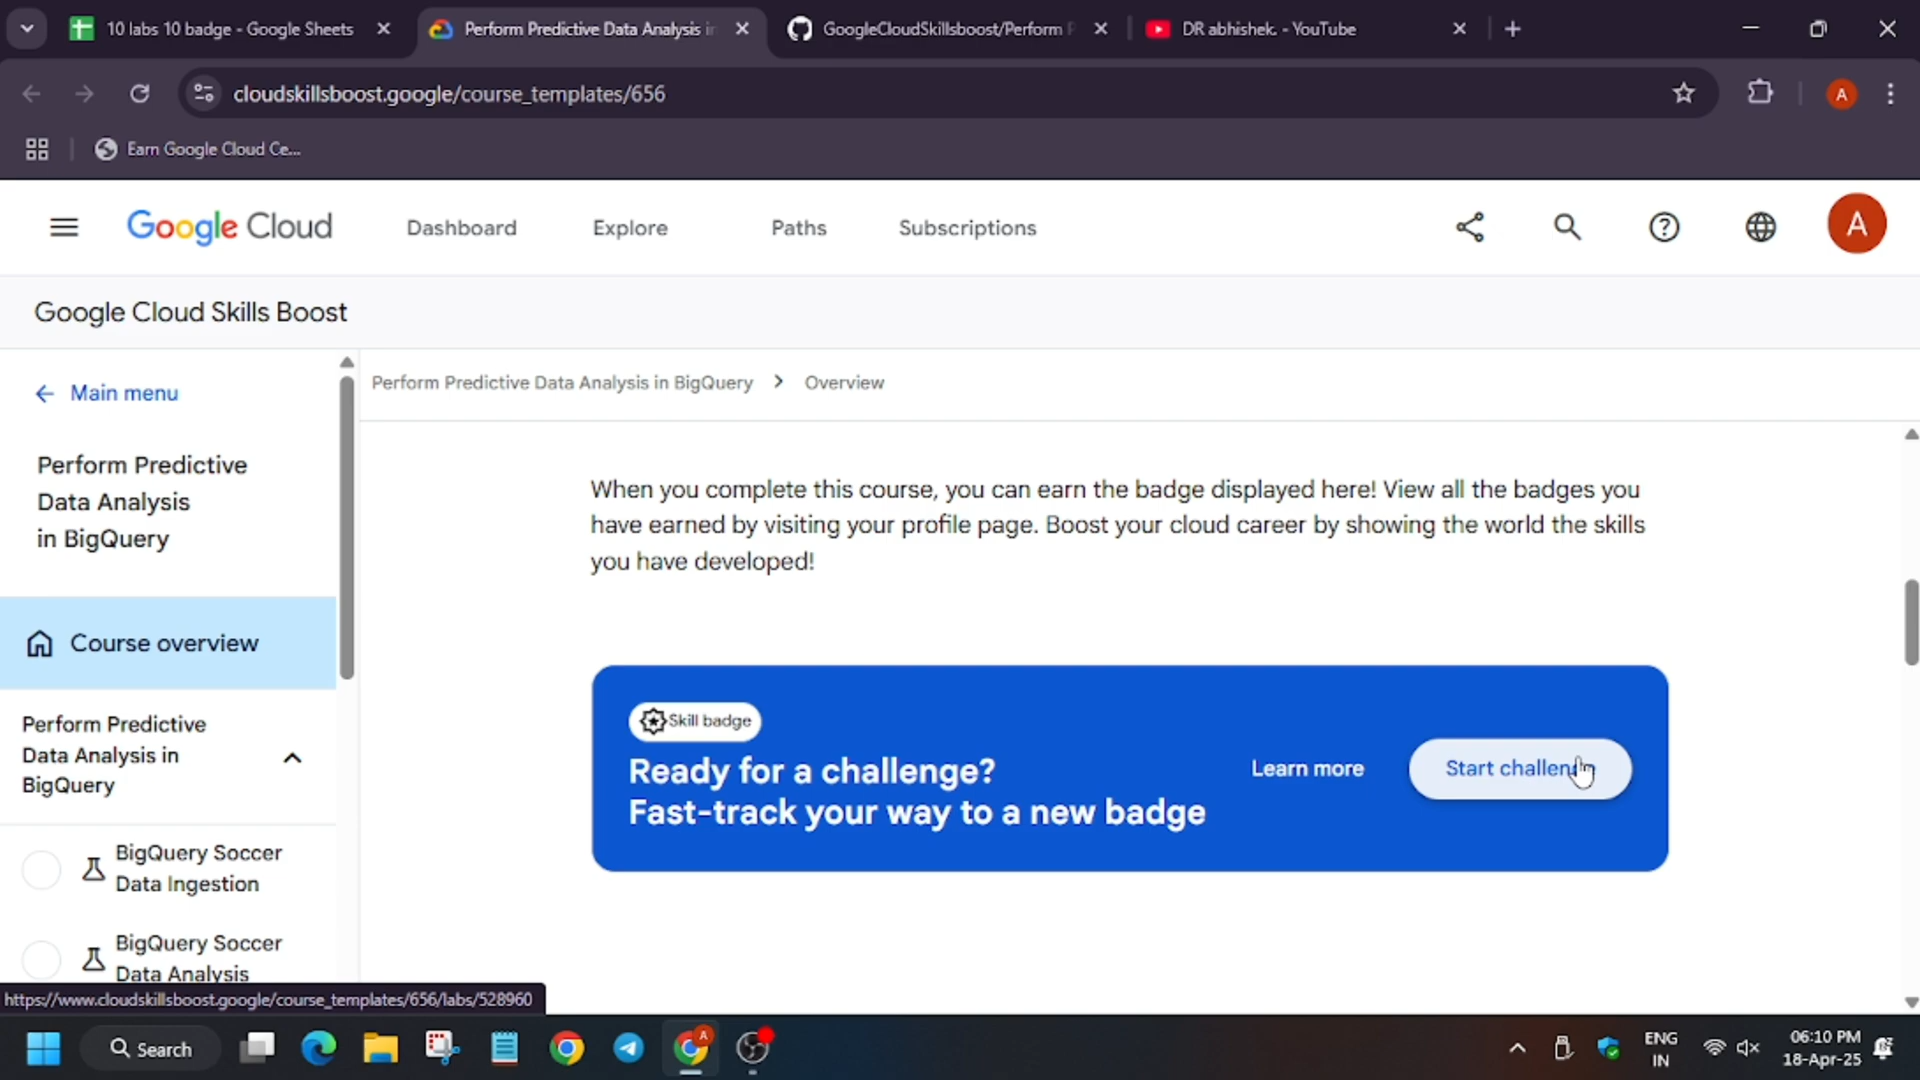 10 labs 10 badge - Google Sheets
Perform Predictive Data Analysis in
GoogleCloudSkillsboost/Perform P
DR abhishek. - YouTube
cloudskillsboost.google/course_templates/656
A
Earn Google Cloud Ce...
Google Cloud
Dashboard
Explore
Paths
Subscriptions
A
Google Cloud Skills Boost
Main menu
Perform Predictive
Data Analysis
in BigQuery
Course overview
Perform Predictive
Data Analysis in
BigQuery
BigQuery Soccer
Data Ingestion
BigQuery Soccer
Data Analysis
Perform Predictive Data Analysis in BigQuery > Overview
When you complete this course, you can earn the badge displayed here! View all the badges you
have earned by visiting your profile page. Boost your cloud career by showing the world the skills
you have developed!
Skill badge
Ready for a challenge?
Fast-track your way to a new badge
Learn more
Start challenge
https://www.cloudskillsboost.google/course_templates/656/labs/528960
Search
A
ENG
IN
06:10 PM
18-Apr-25